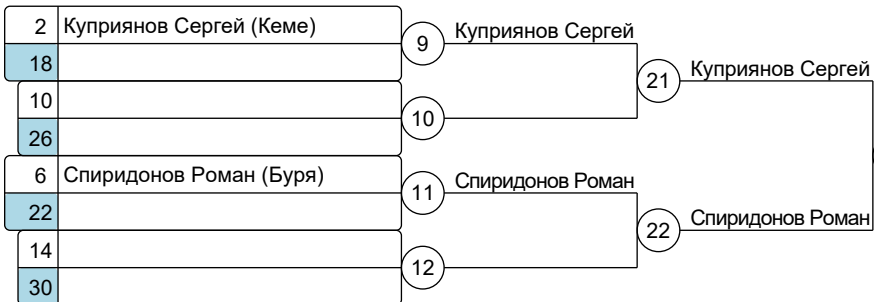 2 Куприянов Сергей (Кеме)
18
9 Куприянов Сергей
10
26
10
21 Куприянов Сергей
6 Спиридонов Роман (Буря)
22
11 Спиридонов Роман
14
30
12
22 Спиридонов Роман